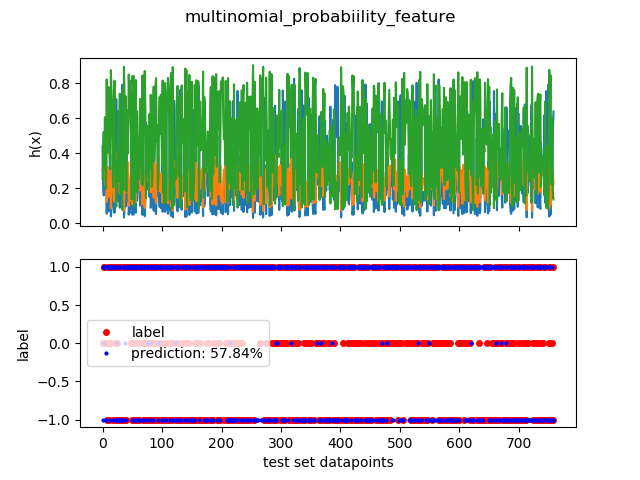 multinomial_probabiility_feature
0.8
0.6
0.4
0.2
0.0
h(x)
1.0
0.5
0.0
−0.5
−1.0
label
label
prediction: 57.84%
0 100 200 300 400 500 600 700
test set datapoints